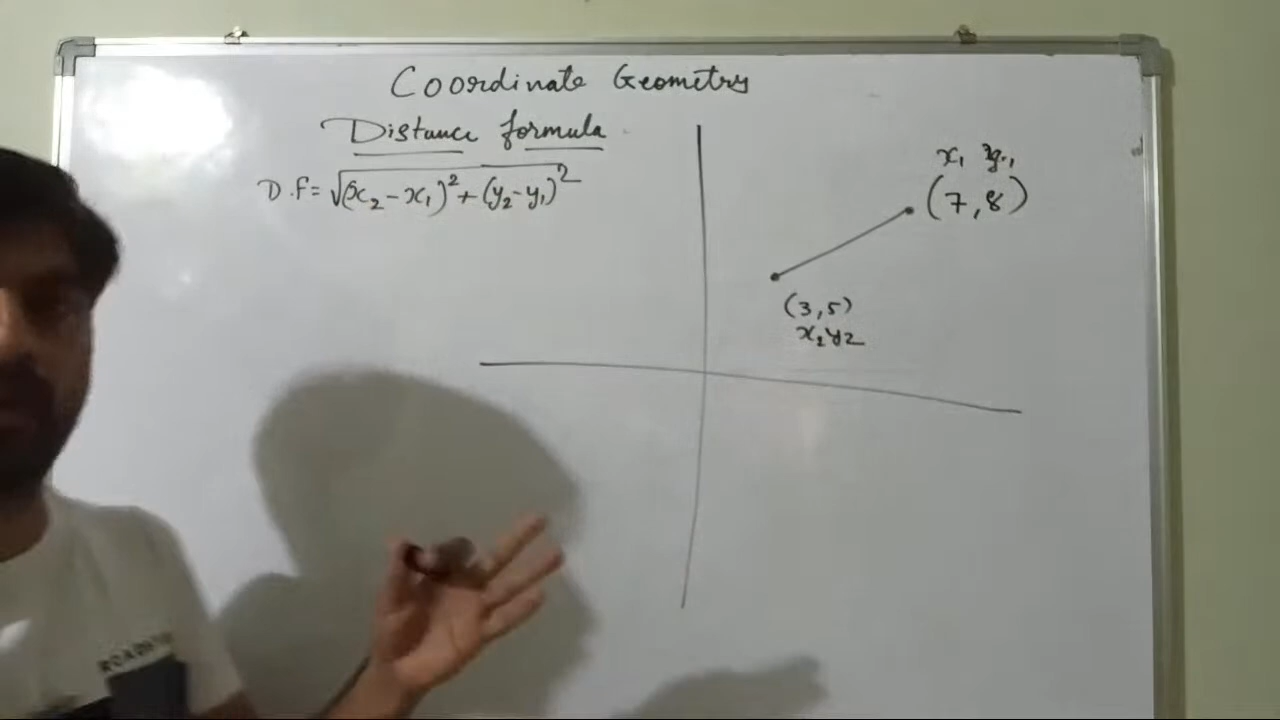 Coordinate Geometry
Distance formula
D.f = √(x₂-x₁)²+(y₂-y₁)²
x₁ y₁
(7,8)
(3,5)
x₂ y₂